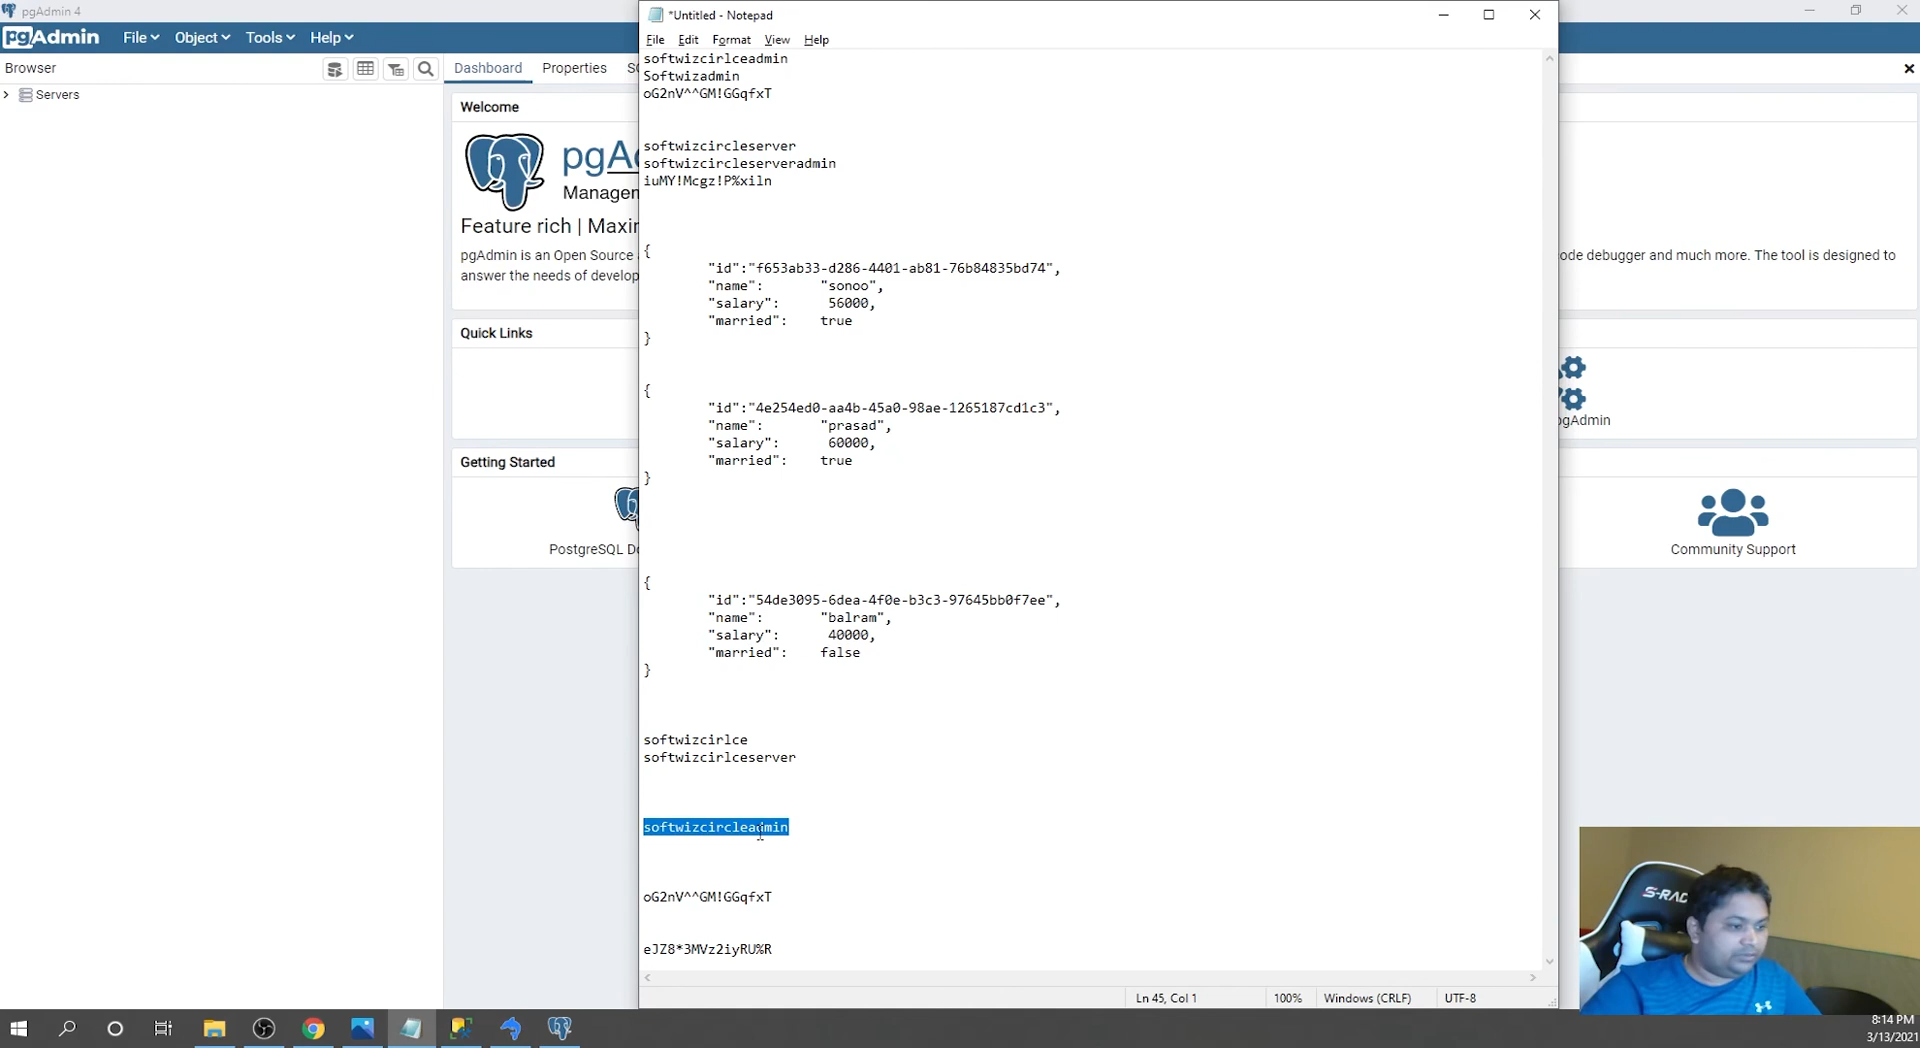 pgAdmin 4
pgAdmin File Object Tools Help
Browser
Servers
Dashboard Properties
Welcome
Management
Feature rich | Maxi
pgAdmin is an Open Source
answer the needs of develop
Quick Links
Getting Started
PostgreSQL Do
*Untitled - Notepad
File Edit Format View Help
softwizcirlceadmin
Softwizadmin
oG2nV^^GM!GGqfxT
softwizcircleserver
softwizcircleserveradmin
iuMY!Mcgz!P%xiln
{
"id":"f653ab33-d286-4401-ab81-76b84835bd74",
"name": "sonoo",
"salary": 56000,
"married": true
}
{
"id":"4e254ed0-aa4b-45a0-98ae-1265187cd1c3",
"name": "prasad",
"salary": 60000,
"married": true
}
{
"id":"54de3095-6dea-4f0e-b3c3-97645bb0f7ee",
"name": "balram",
"salary": 40000,
"married": false
}
softwizcirlce
softwizcirlceserver
softwizcircleadmin
oG2nV^^GM!GGqfxT
eJZ8*3MVz2iyRU%R
Ln 45, Col 1 100% Windows (CRLF) UTF-8
ode debugger and much more. The tool is designed to
pgAdmin
Community Support
S-RAC
8:14 PM
3/13/2021